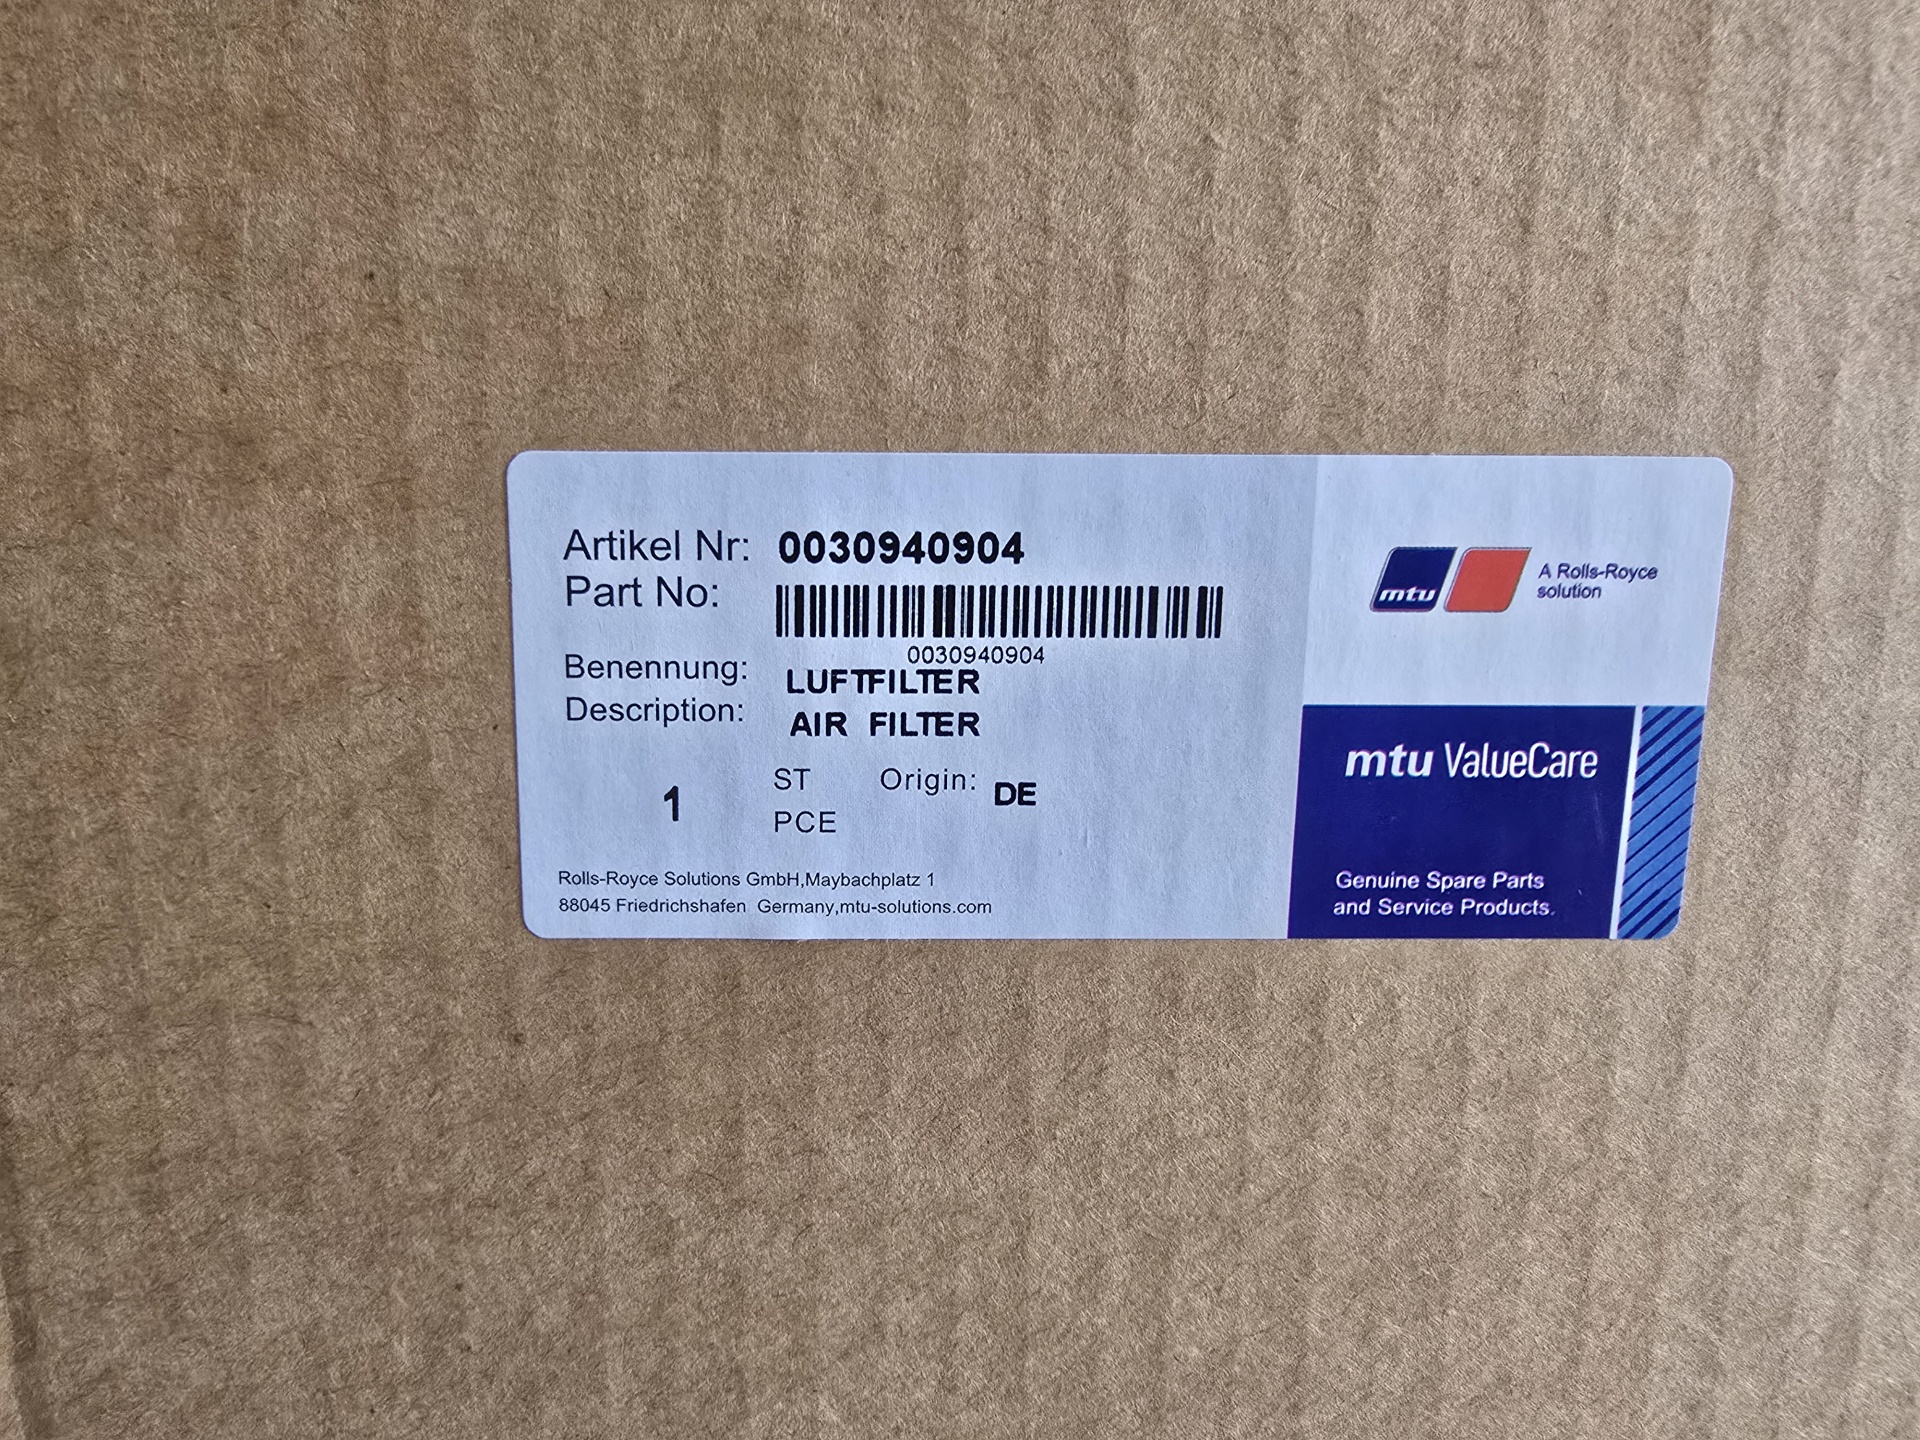 Artikel Nr: 0030940904
Part No:
0030940904
Benennung: LUFTFILTER
Description: AIR FILTER
1 ST Origin: DE
PCE
Rolls-Royce Solutions GmbH,Maybachplatz 1
88045 Friedrichshafen Germany,mtu-solutions.com
mtu
A Rolls-Royce
solution
mtu ValueCare
Genuine Spare Parts
and Service Products.